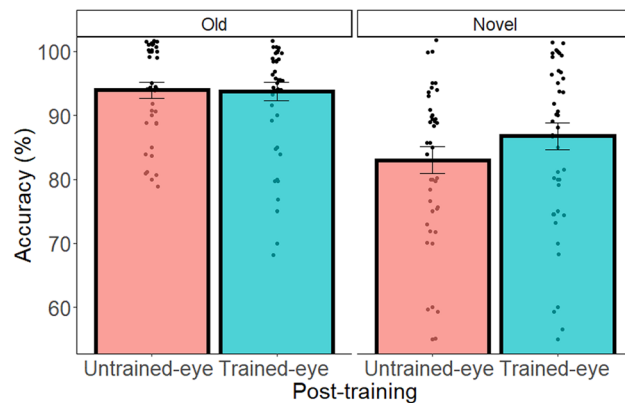 Old Novel
Accuracy (%)
100
90
80
70
60
Untrained-eye Trained-eye Untrained-eye Trained-eye
Post-training